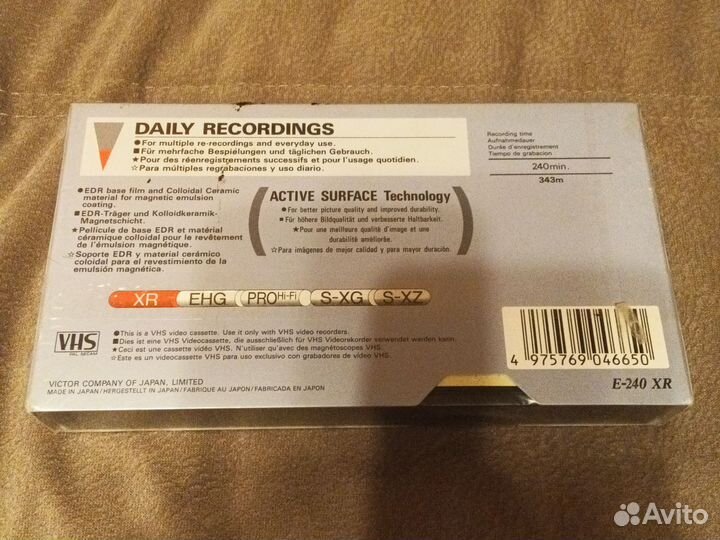 DAILY RECORDINGS
●For multiple re-recordings and everyday use.
■Für mehrfache Bespielungen und täglichen Gebrauch.
★Pour des réenregistrements successifs et pour l'usage quotidien.
☆Para múltiples regrabaciones y uso diario.
Recording time
Aufnahmedauer
Durée d'enregistrement
Tiempo de grabacion
240min.
343m
●EDR base film and Colloidal Ceramic
material for magnetic emulsion
coating.
■EDR-Träger und Kolloidkeramik-
Magnetschicht.
★Pellicule de base EDR et matérial
céramique colloidal pour le revêtement
de l'émulsion magnétique.
☆Soporte EDR y material cerámico
coloidal para el revestimiento de la
emulsión magnética.
ACTIVE SURFACE Technology
●For better picture quality and improved durability.
■Für höhere Bildqualität und verbesserte Haltbarkeit.
★Pour une meilleure qualité d'image et une
durabilité améliorée.
☆Para imágenes de mejor calidad y para mayor duración.
XR EHG PRO Hi-Fi S-XG S-XZ
VHS
PAL SECAM
●This is a VHS video cassette. Use it only with VHS video recorders.
■Dies ist eine VHS Videocassette, die ausschließlich für VHS Videorekorder verwendet werden kann.
★Ceci est une cassette VHS. N'utiliser qu'avec des magnétoscopes VHS.
☆Este es un videocassette VHS para uso exclusivo con grabadores de vídeo VHS.
4 975769 046650
VICTOR COMPANY OF JAPAN, LIMITED
MADE IN JAPAN/HERGESTELLT IN JAPAN/FABRIQUE AU JAPON/FABRICADA EN JAPON
E-240 XR
Avito